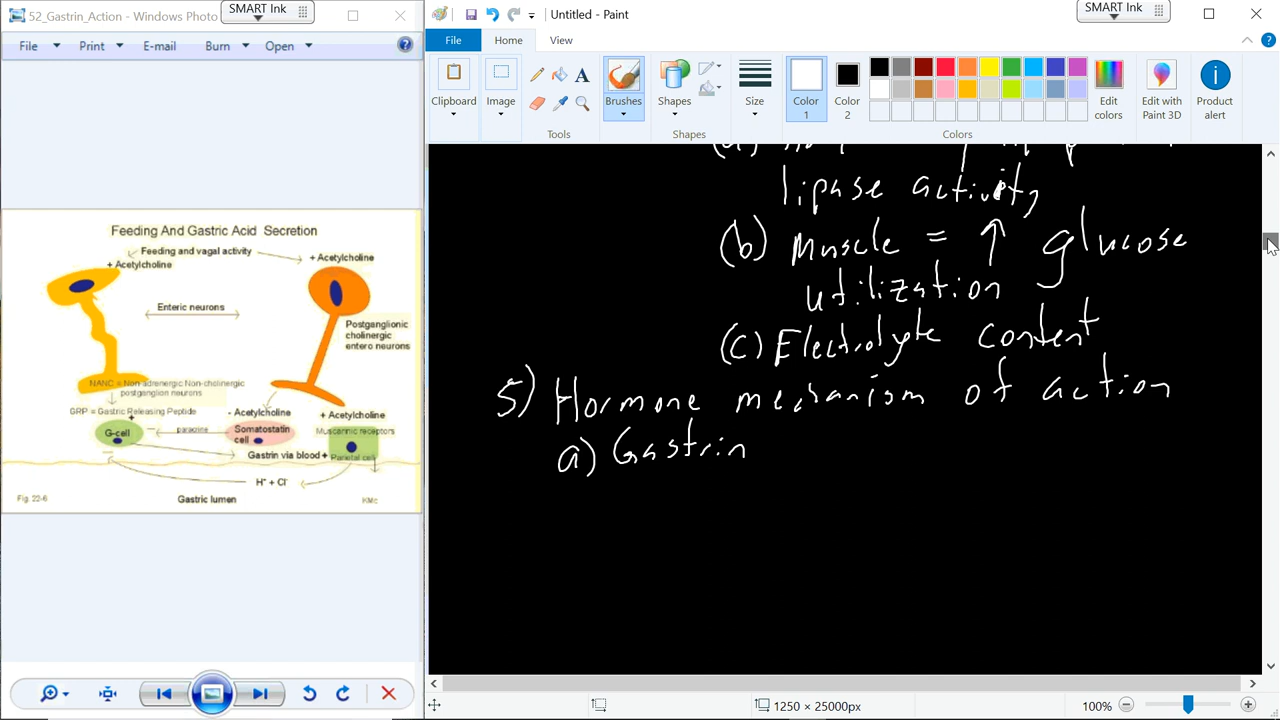 52_Gastrin_Action - Windows Photo
SMART Ink
File Print E-mail Burn Open
Feeding And Gastric Acid Secretion
Feeding and vagal activity
+ Acetylcholine
+ Acetylcholine
Enteric neurons
Postganglionic
cholinergic
entero neurons
NANC = Non adrenergic Non-cholinergic
postganglion neurons
GRP = Gastric Releasing Peptide
- Acetylcholine
+ Acetylcholine
+
G-cell
paracrine
Somatostatin
cell
Muscarinic receptors
Gastrin via blood +
Parietal cell
H+ + Cl-
Gastric lumen
Fig. 22-6
KMc
Untitled - Paint
SMART Ink
File Home View
Clipboard
Image
Tools
Brushes
Shapes
Shapes
Size
Color
1
Color
2
Edit
colors
Colors
Edit with
Paint 3D
Product
alert
lipase activity
(b) Muscle = ↑ glucose
utilization
(c) Electrolyte content
5) Hormone mechanism of action
a) Gastrin
1250 × 25000px
100%